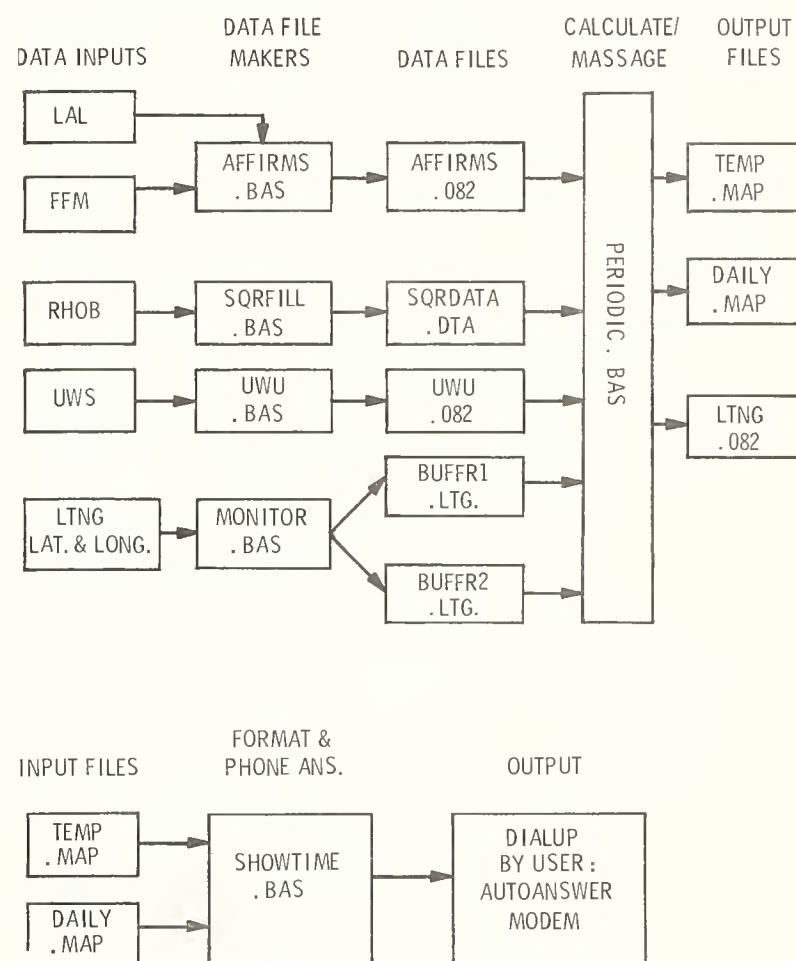 DATA INPUTS
DATA FILE
MAKERS
DATA FILES
CALCULATE/
MASSAGE
OUTPUT
FILES
LAL
FFM
AFFIRMS
.BAS
AFFIRMS
.082
TEMP
.MAP
RHOB
SQRFILL
.BAS
SQRDATA
.DTA
PERIODIC.BAS
DAILY
.MAP
UWS
UWU
.BAS
UWU
.082
LTNG
.082
LTNG
LAT. & LONG.
MONITOR
.BAS
BUFFR1
.LTG.
BUFFR2
.LTG.
INPUT FILES
FORMAT &
PHONE ANS.
OUTPUT
TEMP
.MAP
DAILY
.MAP
SHOWTIME
.BAS
DIALUP
BY USER:
AUTOANSWER
MODEM